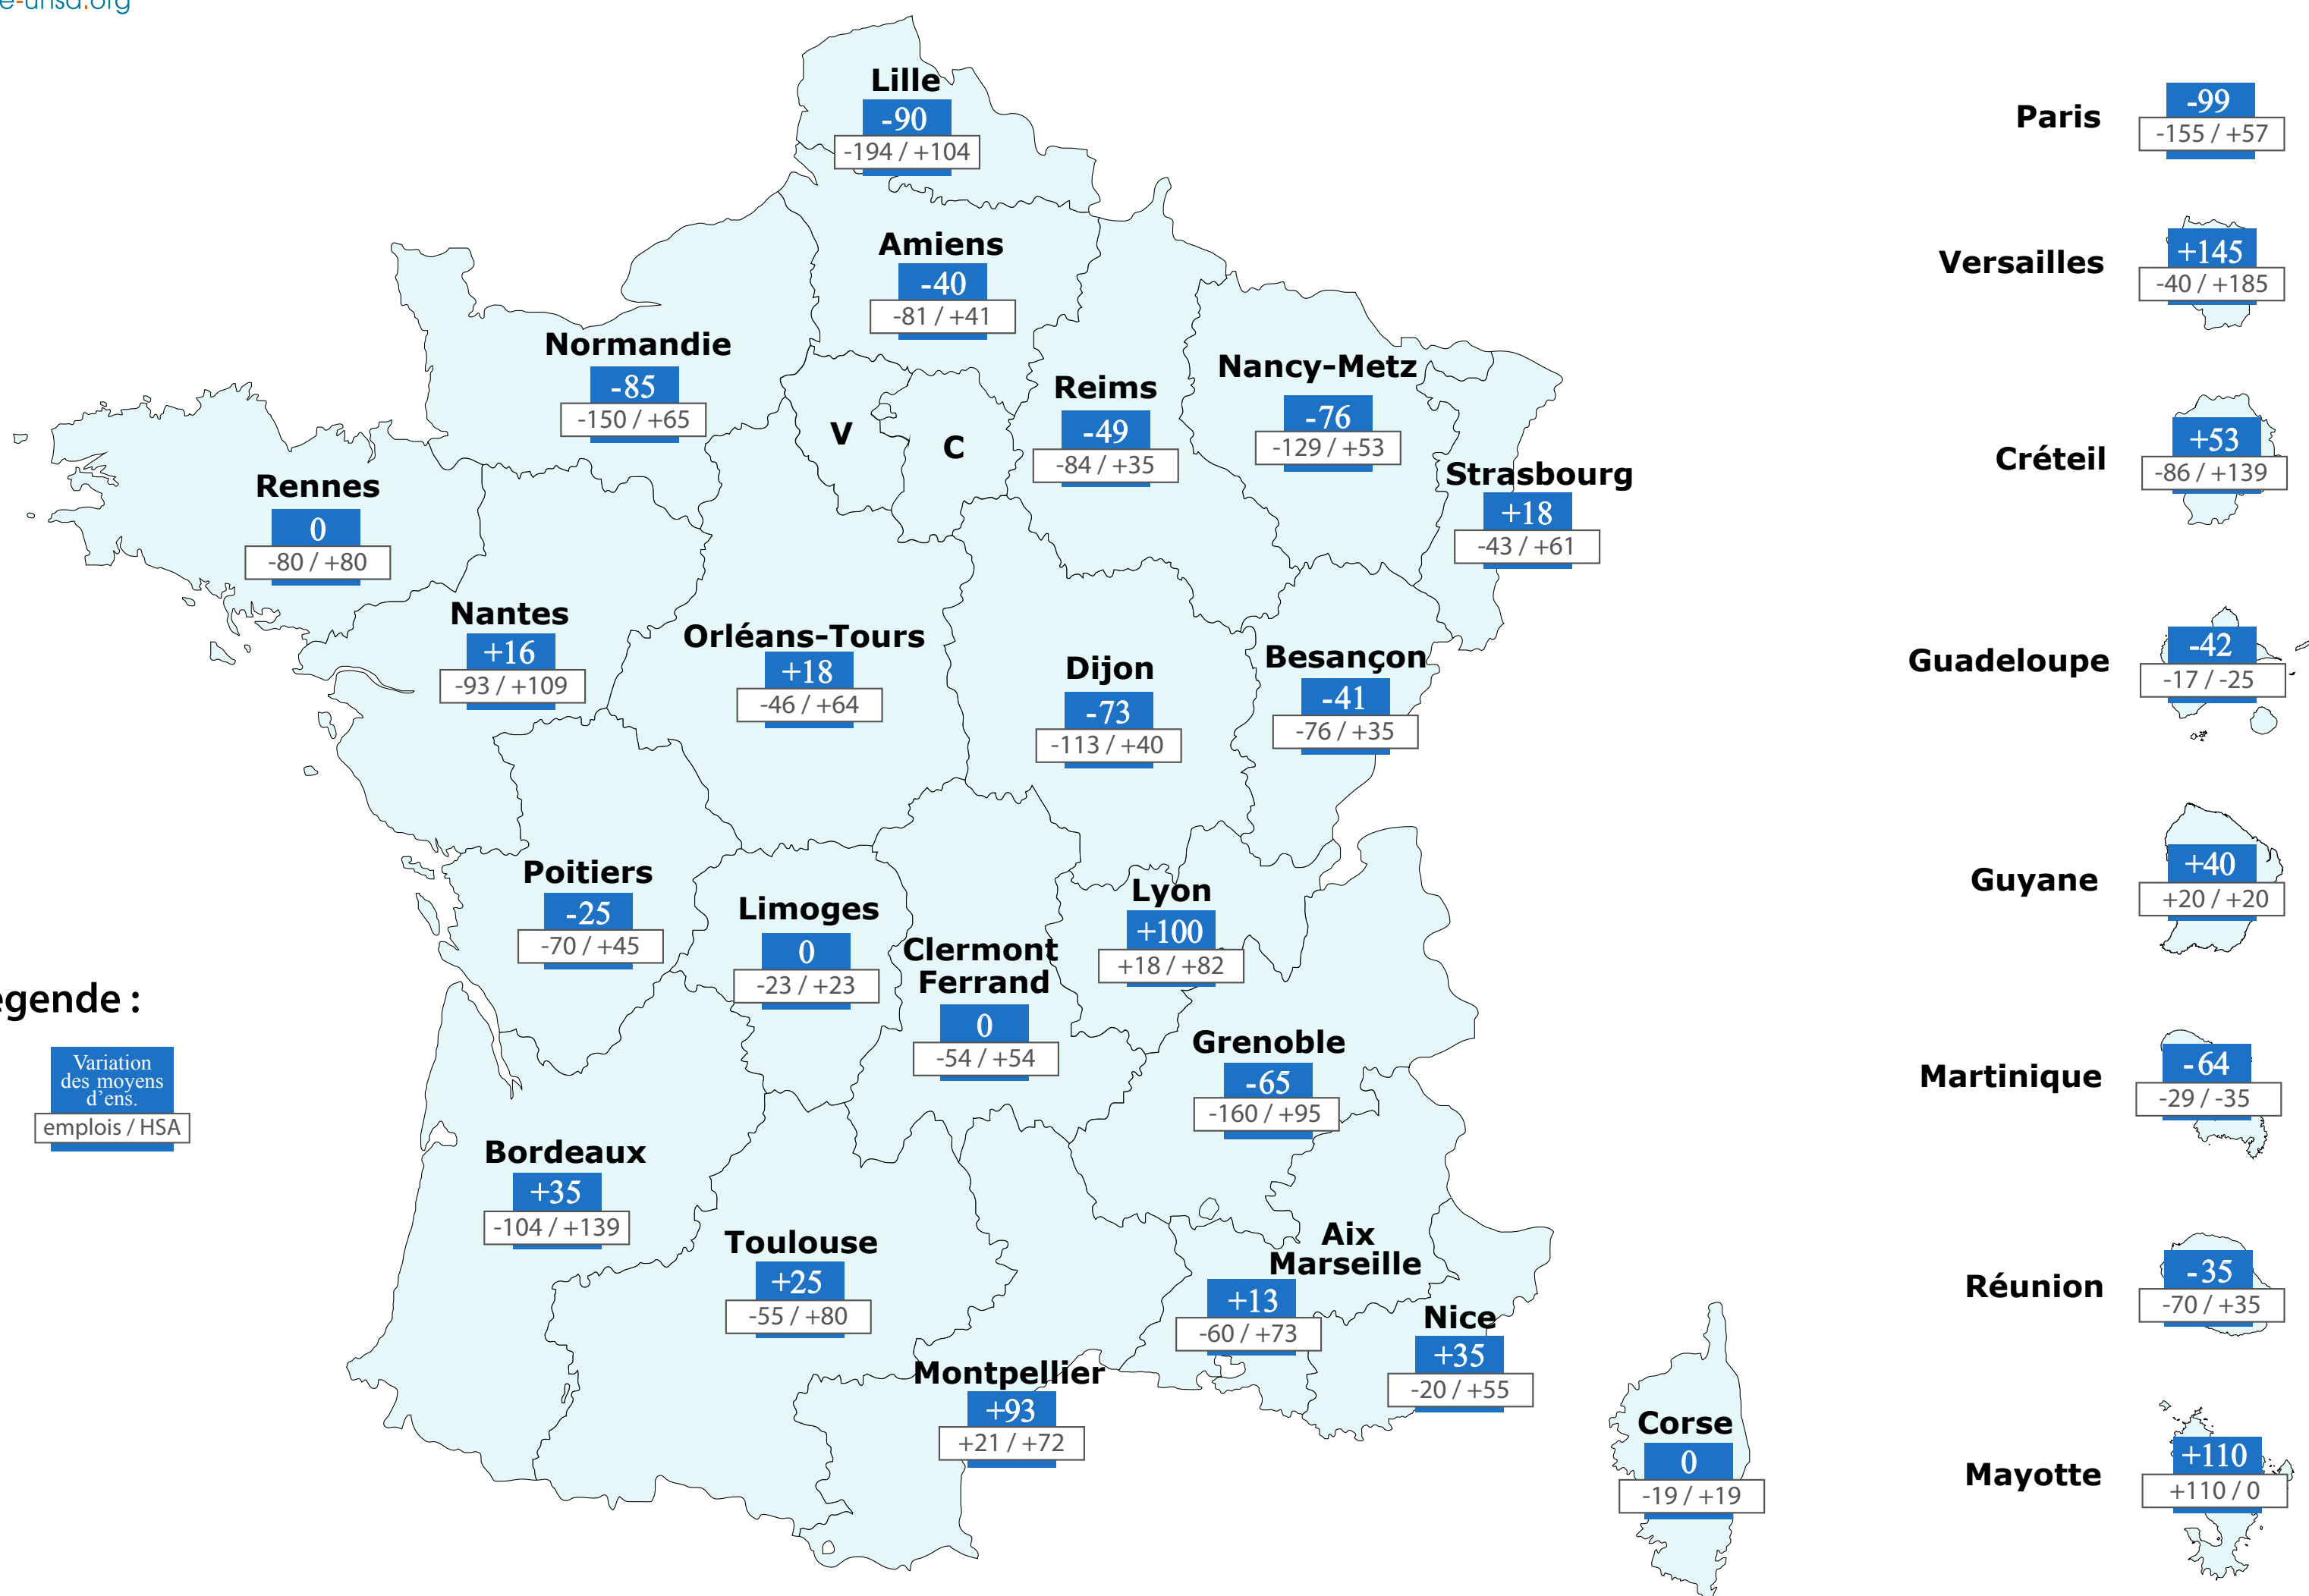 e-unsa.org
Lille
-90
-194 / +104
Amiens
-40
-81 / +41
Normandie
-85
-150 / +65
V
C
Reims
-49
-84 / +35
Nancy-Metz
-76
-129 / +53
Strasbourg
+18
-43 / +61
Rennes
0
-80 / +80
Nantes
+16
-93 / +109
Orléans-Tours
+18
-46 / +64
Dijon
-73
-113 / +40
Besançon
-41
-76 / +35
Poitiers
-25
-70 / +45
Limoges
0
-23 / +23
Clermont
Ferrand
0
-54 / +54
Lyon
+100
+18 / +82
Grenoble
-65
-160 / +95
Bordeaux
+35
-104 / +139
Toulouse
+25
-55 / +80
Aix
Marseille
+13
-60 / +73
Nice
+35
-20 / +55
Montpellier
+93
+21 / +72
Corse
0
-19 / +19
égende :
Variation
des moyens
d'ens.
emplois / HSA
Paris
-99
-155 / +57
Versailles
+145
-40 / +185
Créteil
+53
-86 / +139
Guadeloupe
-42
-17 / -25
Guyane
+40
+20 / +20
Martinique
-64
-29 / -35
Réunion
-35
-70 / +35
Mayotte
+110
+110 / 0